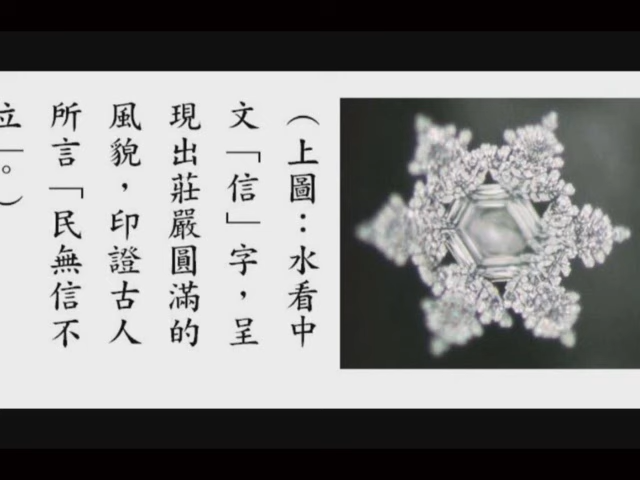 （上圖：水看中
文「信」字，呈
現出莊嚴圓滿的
風貌，印證古人
所言「民無信不
立」。）